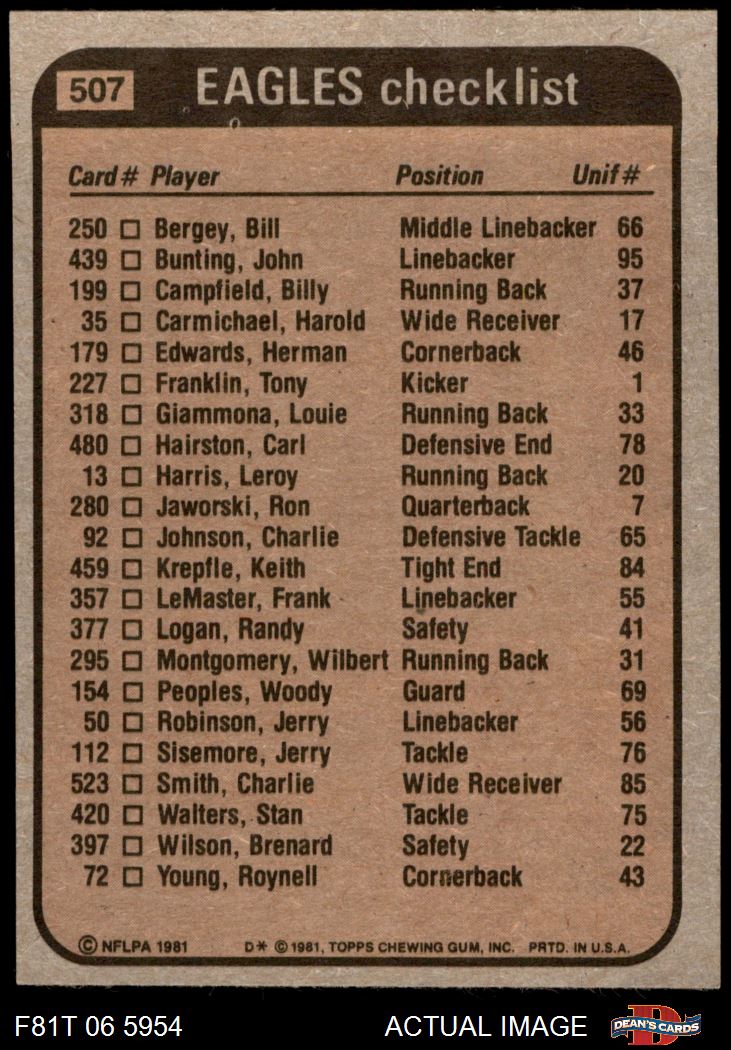 507 EAGLES checklist
Card # Player Position Unif #
250 □ Bergey, Bill Middle Linebacker 66
439 □ Bunting, John Linebacker 95
199 □ Campfield, Billy Running Back 37
35 □ Carmichael, Harold Wide Receiver 17
179 □ Edwards, Herman Cornerback 46
227 □ Franklin, Tony Kicker 1
318 □ Giammona, Louie Running Back 33
480 □ Hairston, Carl Defensive End 78
13 □ Harris, Leroy Running Back 20
280 □ Jaworski, Ron Quarterback 7
92 □ Johnson, Charlie Defensive Tackle 65
459 □ Krepfle, Keith Tight End 84
357 □ LeMaster, Frank Linebacker 55
377 □ Logan, Randy Safety 41
295 □ Montgomery, Wilbert Running Back 31
154 □ Peoples, Woody Guard 69
50 □ Robinson, Jerry Linebacker 56
112 □ Sisemore, Jerry Tackle 76
523 □ Smith, Charlie Wide Receiver 85
420 □ Walters, Stan Tackle 75
397 □ Wilson, Brenard Safety 22
72 □ Young, Roynell Cornerback 43
© NFLPA 1981 D* © 1981, TOPPS CHEWING GUM, INC. PRTD. IN U.S.A.
F81T 06 5954 ACTUAL IMAGE D DEAN'S CARDS